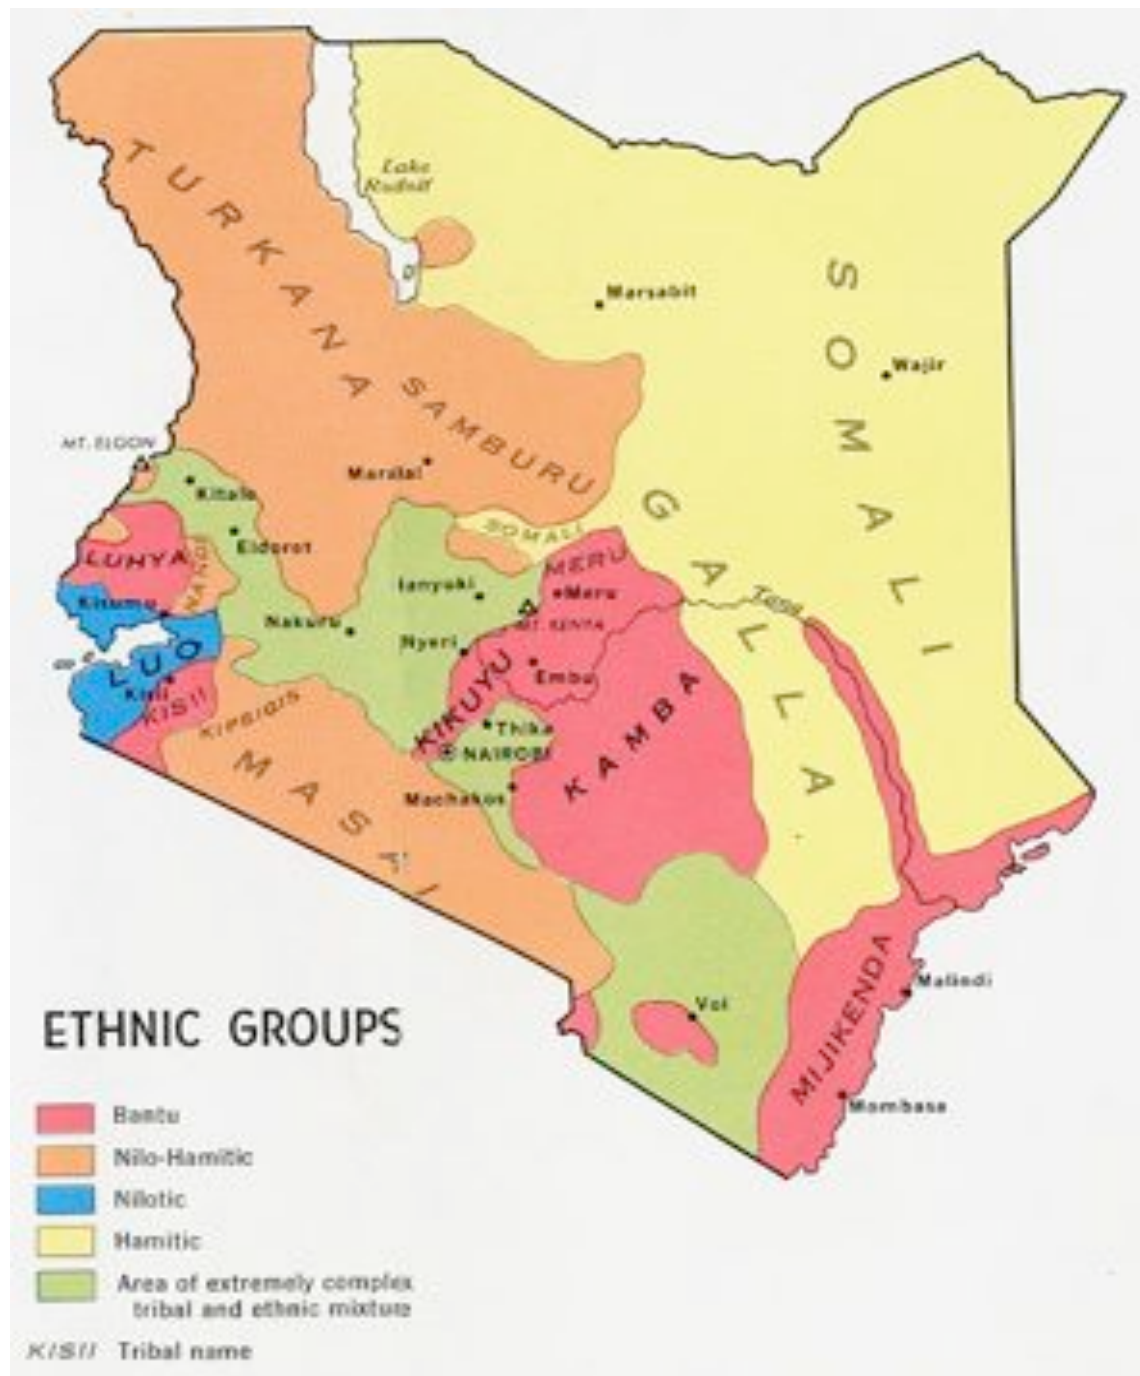 Lake
Rudolf
TURKANA
SOMALI
Marsabit
Wajir
SAMBURU
MT. ELGON
Maralal
Kitale
GALLA
SOMALI
Eldorot
LUHYA
NANDI
MERU
Meru
Tana
Kisumu
Nakuru
MT. KENYA
Nyeri
LUO
Embu
Kisii
KISII
KIKUYU
KAMBA
KIPSIGIS
Thika
NAIROBI
MASAI
Machakos
MIJIKENDA
Malindi
Voi
Mombasa
ETHNIC GROUPS
Bantu
Nilo-Hamitic
Nilotic
Hamitic
Area of extremely complex
tribal and ethnic mixture
KISII Tribal name